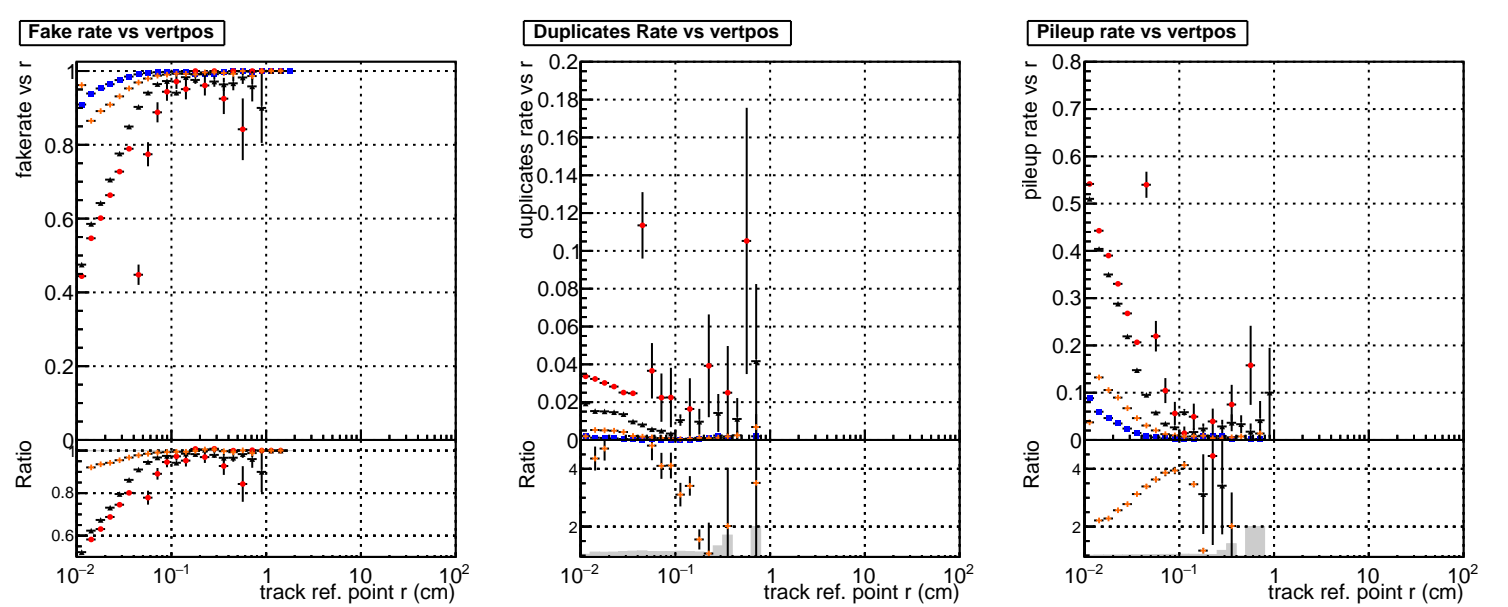 Fake rate vs vertpos
fakerate vs r
1
0.8
0.6
0.4
0.2
0
Ratio
1
0.8
0.6
10⁻² 10⁻¹ 1 10 10²
track ref. point r (cm)
Duplicates Rate vs vertpos
duplicates rate vs r
0.2
0.18
0.16
0.14
0.12
0.1
0.08
0.06
0.04
0.02
0
Ratio
4
2
10⁻² 10⁻¹ 1 10 10²
track ref. point r (cm)
Pileup rate vs vertpos
pileup rate vs r
0.8
0.7
0.6
0.5
0.4
0.3
0.2
0.1
0
Ratio
4
2
10⁻² 10⁻¹ 1 10 10²
track ref. point r (cm)